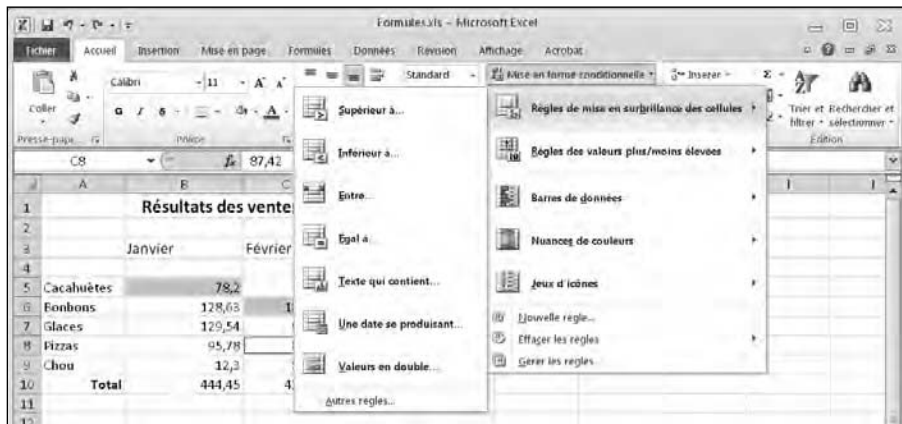 Formules.xls - Microsoft Excel
Fichier Accueil Insertion Mise en page Formules Données Révision Affichage Acrobat
Calibri 11 A A Standard Mise en forme conditionnelle Insérer Σ
Coller G I S A Trier et Rechercher et
filtrer sélectionner
Presse-papi... Police Édition
C8 fx 87,42
A B C I
1 Résultats des vente
2
3 Janvier Février
4
5 Cacahuètes 78,2
6 Bonbons 128,63 1
7 Glaces 129,54
8 Pizzas 95,78
9 Chou 12,3
10 Total 444,45 4
11
12
Supérieur à...
Inférieur à...
Entre...
Égal à...
Texte qui contient...
Une date se produisant...
Valeurs en double...
Autres règles...
Règles de mise en surbrillance des cellules
Règles des valeurs plus/moins élevées
Barres de données
Nuances de couleurs
Jeux d'icônes
Nouvelle règle...
Effacer les règles
Gérer les règles...